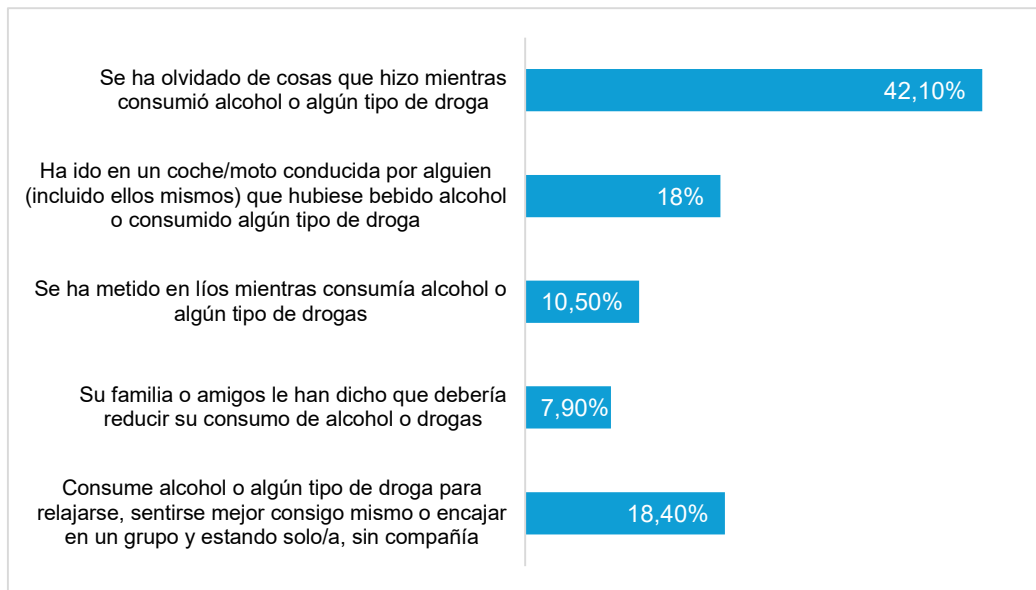 Se ha olvidado de cosas que hizo mientras
consumió alcohol o algún tipo de droga
42,10%
Ha ido en un coche/moto conducida por alguien
(incluido ellos mismos) que hubiese bebido alcohol
o consumido algún tipo de droga
18%
Se ha metido en líos mientras consumía alcohol o
algún tipo de drogas
10,50%
Su familia o amigos le han dicho que debería
reducir su consumo de alcohol o drogas
7,90%
Consume alcohol o algún tipo de droga para
relajarse, sentirse mejor consigo mismo o encajar
en un grupo y estando solo/a, sin compañía
18,40%